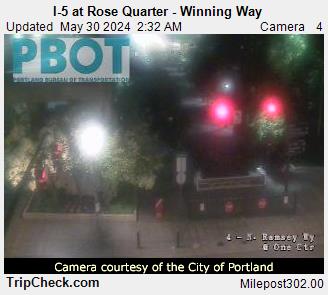 I-5 at Rose Quarter - Winning Way
Updated May 30 2024 2:32 AM Camera 4
PBOT
PORTLAND BUREAU OF TRANSPORTATION
4 - N. Ramsey Wy
@ One Ctr
Camera courtesy of the City of Portland
TripCheck.com Milepost302.00